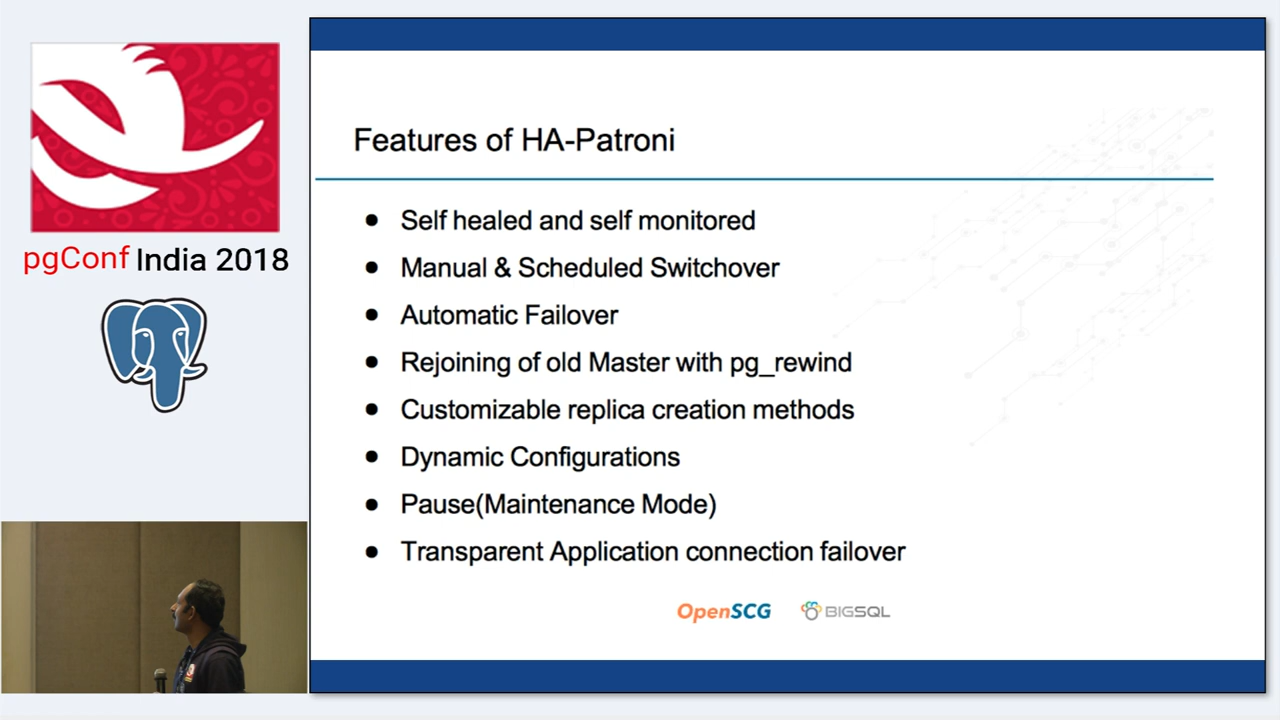 pgConf India 2018
Features of HA-Patroni
● Self healed and self monitored
● Manual & Scheduled Switchover
● Automatic Failover
● Rejoining of old Master with pg_rewind
● Customizable replica creation methods
● Dynamic Configurations
● Pause(Maintenance Mode)
● Transparent Application connection failover
OpenSCG BIGSQL